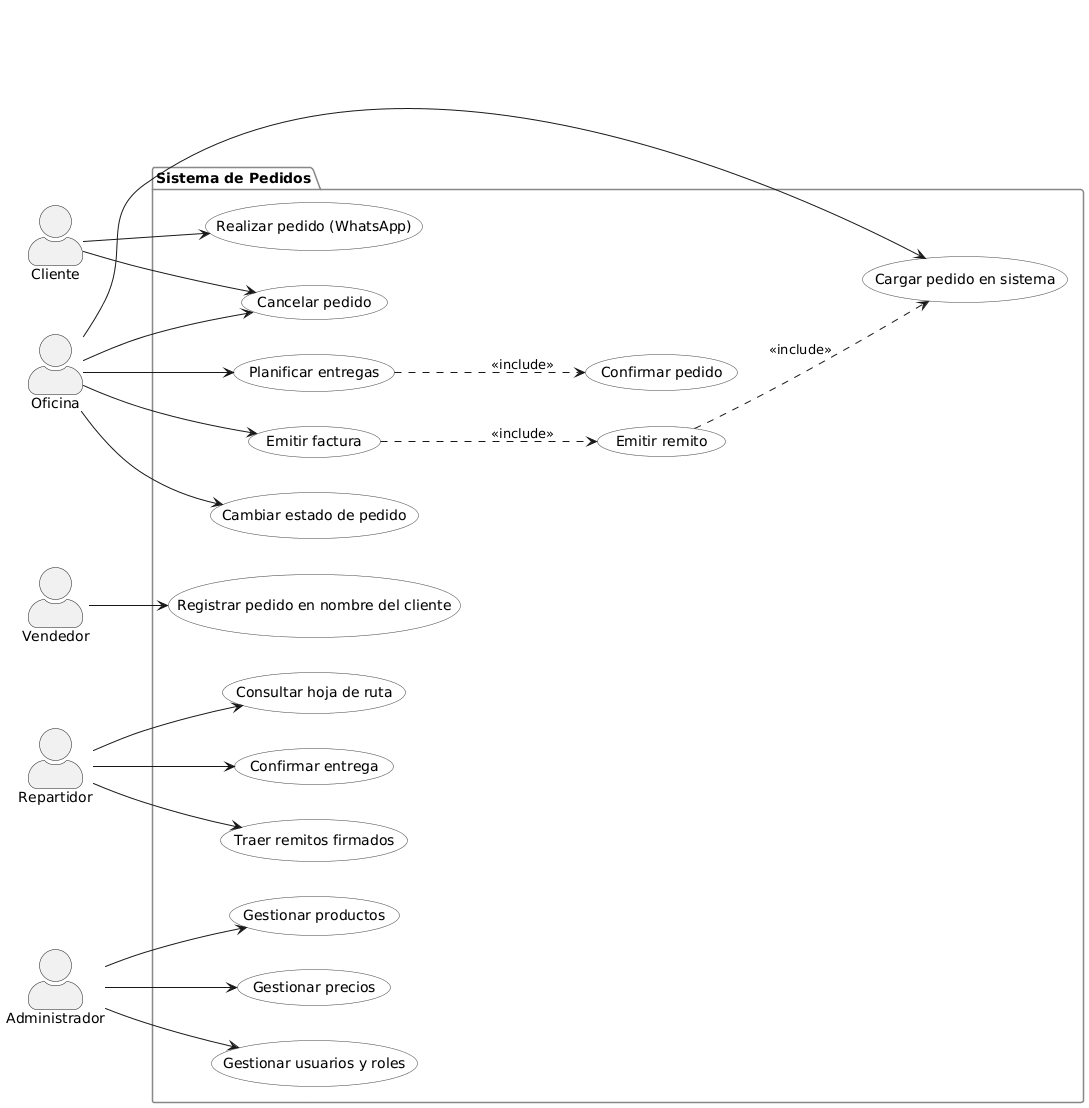 Sistema de Pedidos
Cliente
Realizar pedido (WhatsApp)
Cargar pedido en sistema
Cancelar pedido
«include»
Oficina
Planificar entregas
«include»
Confirmar pedido
Emitir factura
«include»
Emitir remito
Cambiar estado de pedido
Vendedor
Registrar pedido en nombre del cliente
Consultar hoja de ruta
Repartidor
Confirmar entrega
Traer remitos firmados
Gestionar productos
Administrador
Gestionar precios
Gestionar usuarios y roles